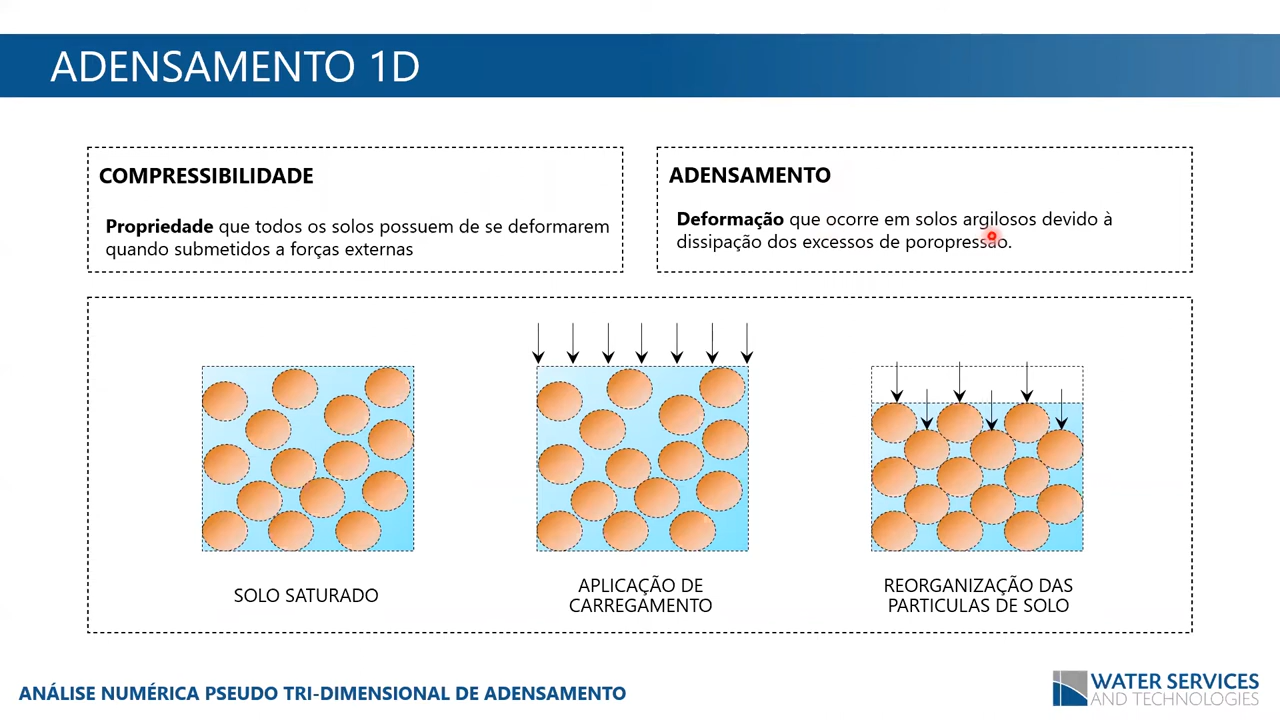 ADENSAMENTO 1D
COMPRESSIBILIDADE
Propriedade que todos os solos possuem de se deformarem
quando submetidos a forças externas
ADENSAMENTO
Deformação que ocorre em solos argilosos devido à
dissipação dos excessos de poropressão.
SOLO SATURADO
APLICAÇÃO DE
CARREGAMENTO
REORGANIZAÇÃO DAS
PARTICULAS DE SOLO
ANÁLISE NUMÉRICA PSEUDO TRI-DIMENSIONAL DE ADENSAMENTO
WATER SERVICES
AND TECHNOLOGIES